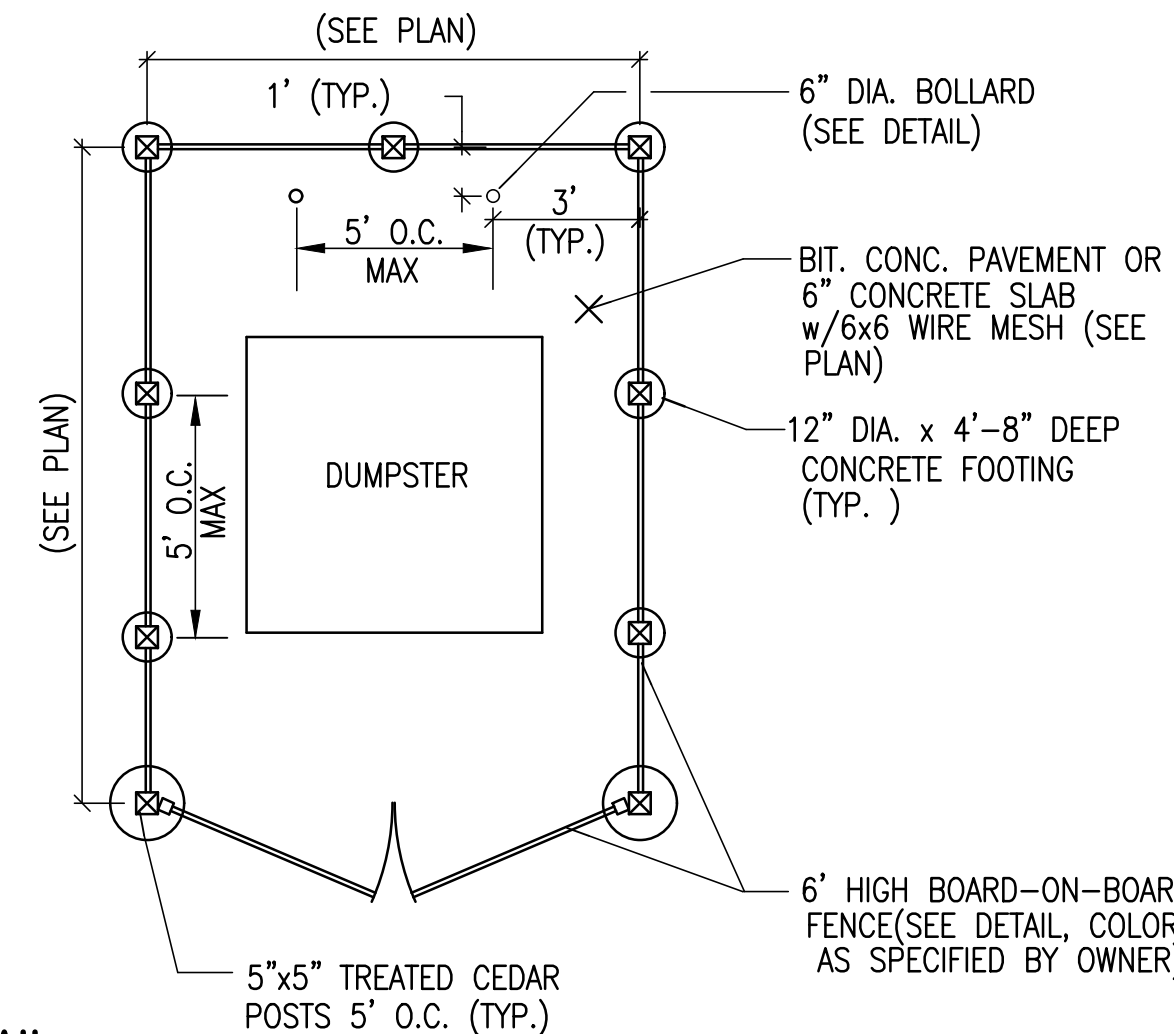 (SEE PLAN)
1' (TYP.)
6" DIA. BOLLARD
(SEE DETAIL)
3'
(TYP.)
5' O.C.
MAX
BIT. CONC. PAVEMENT OR
6" CONCRETE SLAB
w/6x6 WIRE MESH (SEE
PLAN)
(SEE PLAN)
5' O.C.
MAX
DUMPSTER
12" DIA. x 4'-8" DEEP
CONCRETE FOOTING
(TYP. )
6' HIGH BOARD-ON-BOAR
FENCE(SEE DETAIL, COLOR
AS SPECIFIED BY OWNER)
5"x5" TREATED CEDAR
POSTS 5' O.C. (TYP.)